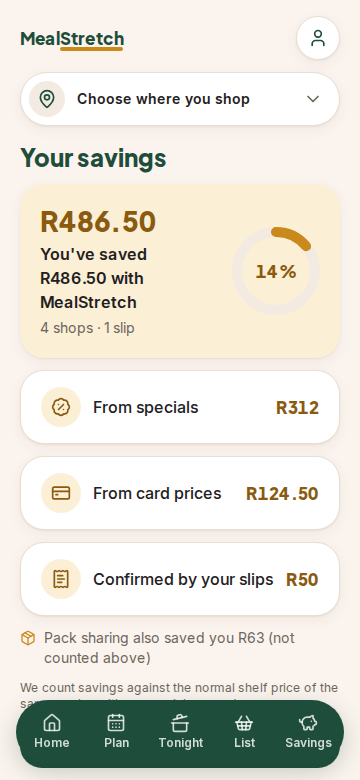 MealStretch
Choose where you shop
Your savings
R486.50
You've saved
R486.50 with
MealStretch
4 shops · 1 slip
14%
From specials R312
From card prices R124.50
Confirmed by your slips R50
Pack sharing also saved you R63 (not
counted above)
We count savings against the normal shelf price of the
Home Plan Tonight List Savings